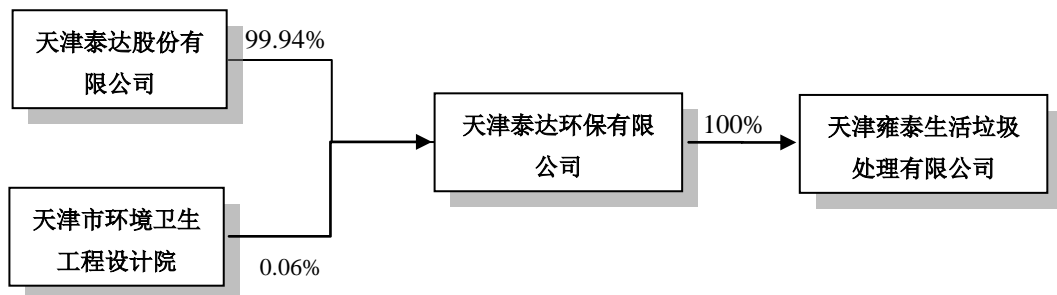 天津泰达股份有
限公司
99.94%
天津市环境卫生
工程设计院
0.06%
天津泰达环保有限
公司
100%
天津雍泰生活垃圾
处理有限公司